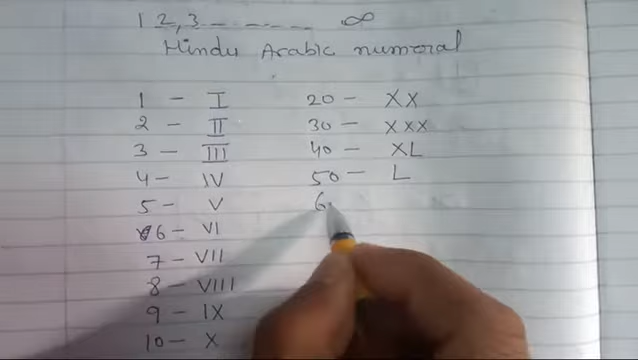 1 2, 3 - - - - - - - - ∞
Hindu Arabic numeral
1 - I
2 - II
3 - III
4 - IV
5 - V
6 - VI
7 - VII
8 - VIII
9 - IX
10 - X
20 - XX
30 - XXX
40 - XL
50 - L
6